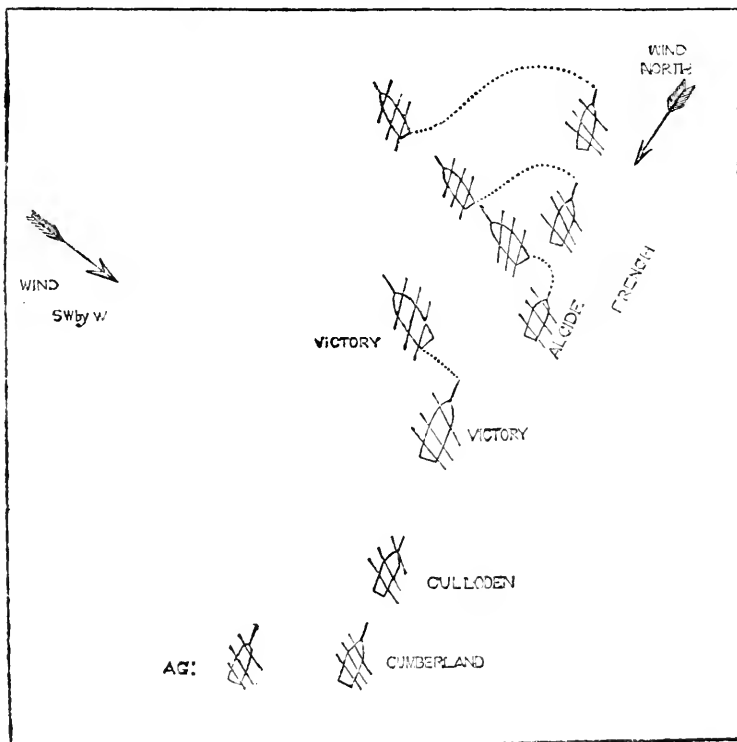 WIND
NORTH
WIND
SW by W
FRENCH
ALCIDE
VICTORY
VICTORY
CULLODEN
AG:
CUMBERLAND